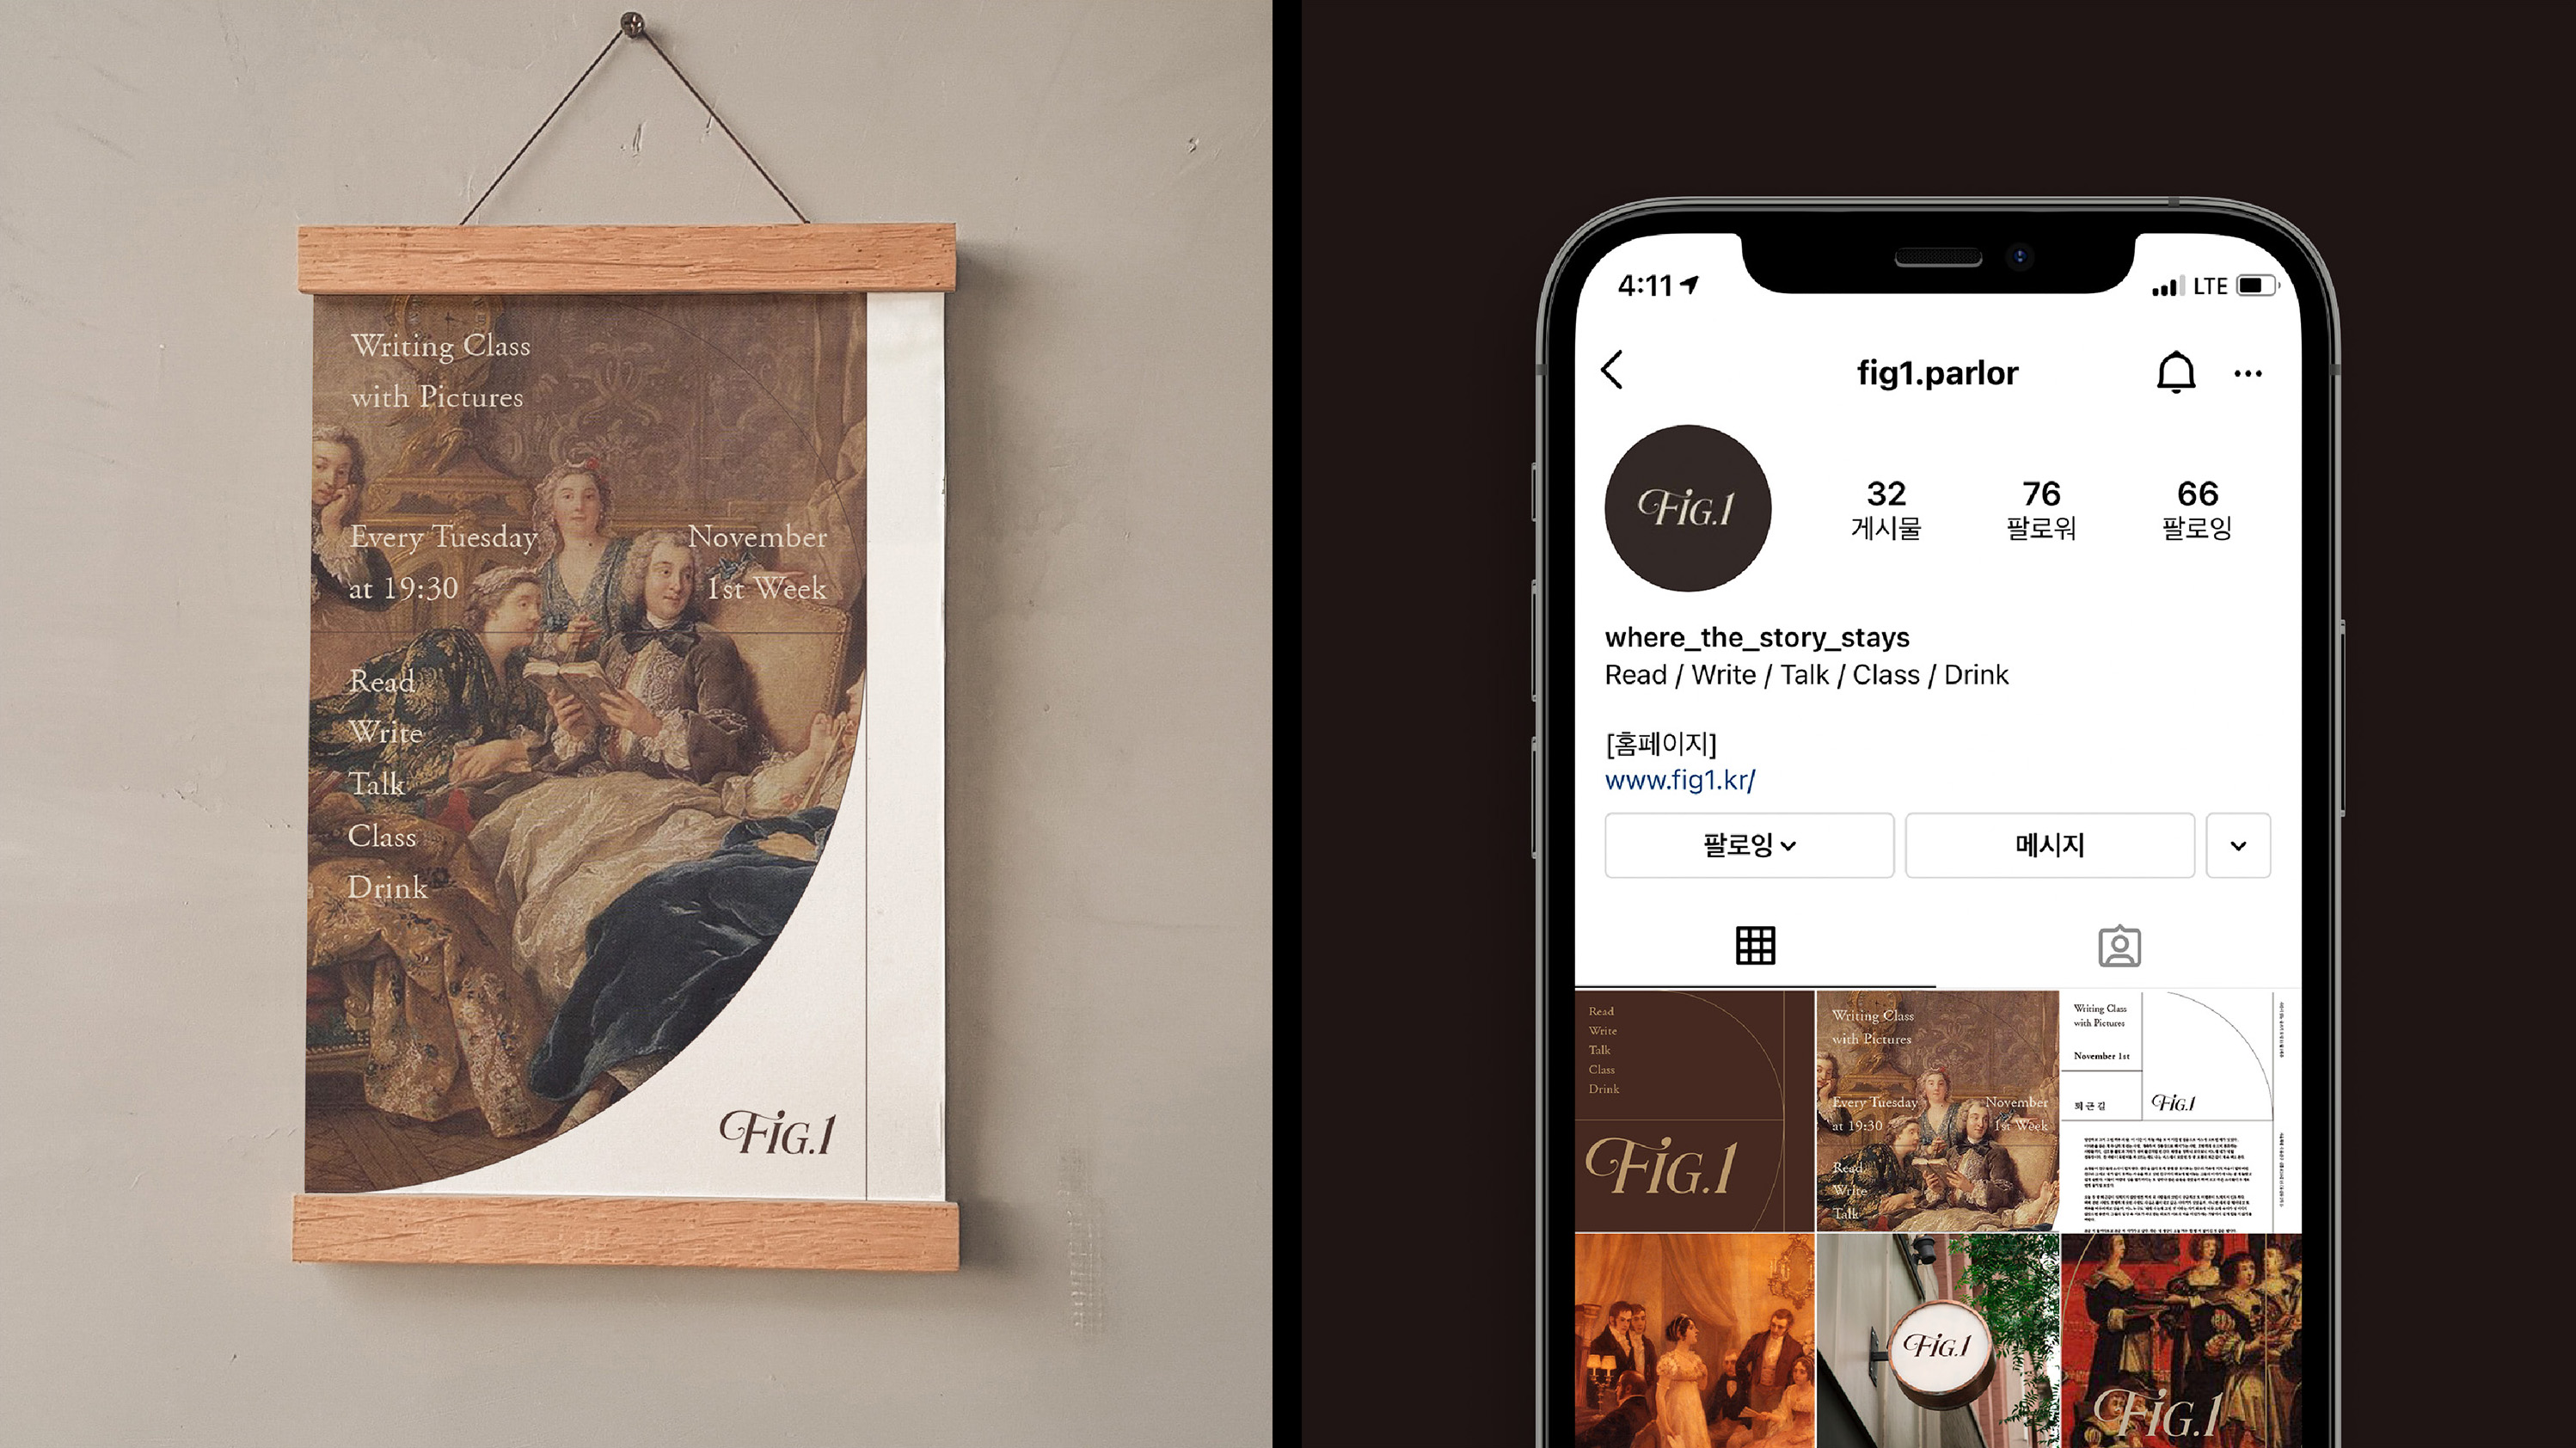 Writing Class
with Pictures
Every Tuesday
at 19:30
November
1st Week
Read
Write
Talk
Class
Drink
Fig.1
4:11
LTE
fig1.parlor
Fig.1
32
게시물
76
팔로워
66
팔로잉
where_the_story_stays
Read / Write / Talk / Class / Drink
[홈페이지]
www.fig1.kr/
팔로잉
메시지
Read
Write
Talk
Class
Drink
Fig.1
Writing Class
with Pictures
Every Tuesday
at 19:30
November
1st Week
Read
Write
Talk
Writing Class
with Pictures
November 1st
퇴근길
Fig.1
Fig.1
Fig.1